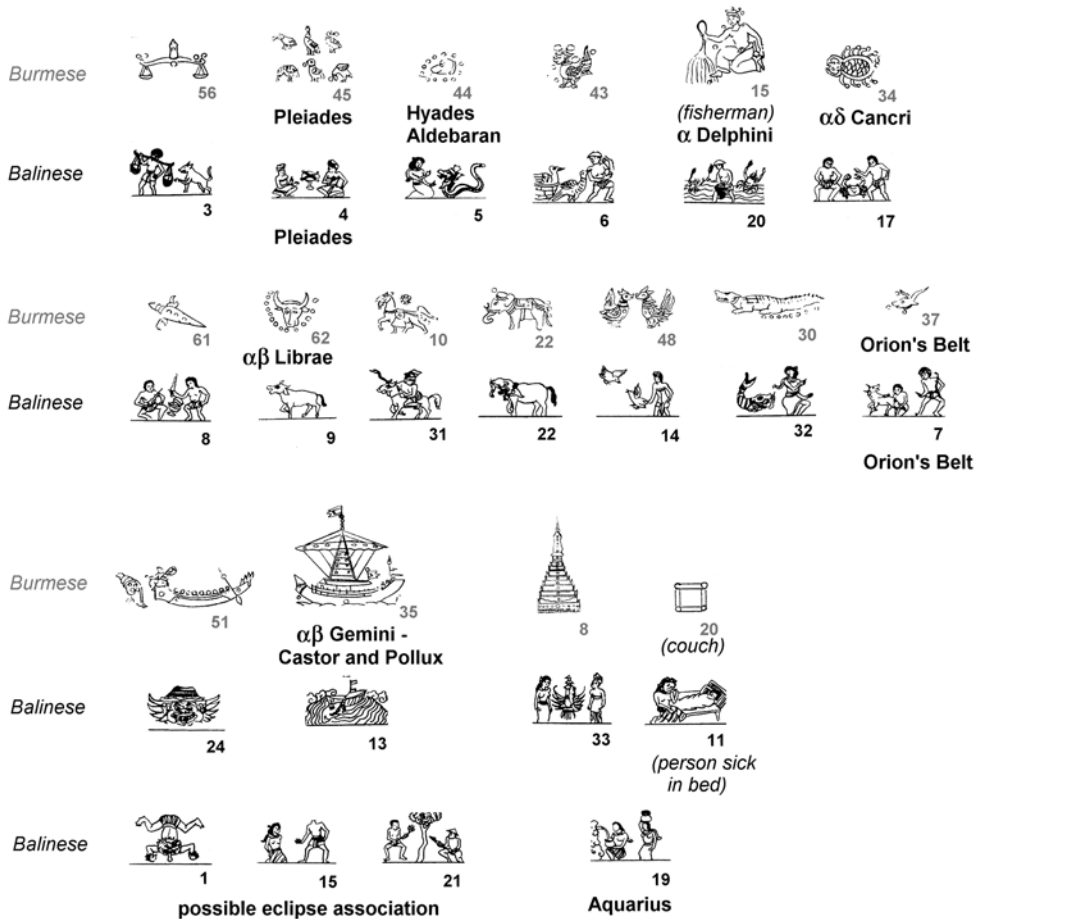 Burmese
56
45
44
43
15
34
Pleiades
Hyades
Aldebaran
(fisherman)
α Delphini
αδ Cancri
Balinese
3
4
5
6
20
17
Pleiades
Burmese
61
62
10
22
48
30
37
αβ Librae
Orion's Belt
Balinese
8
9
31
22
14
32
7
Orion's Belt
Burmese
51
35
8
20
αβ Gemini -
Castor and Pollux
(couch)
Balinese
24
13
33
11
(person sick
in bed)
Balinese
1
15
21
19
possible eclipse association
Aquarius